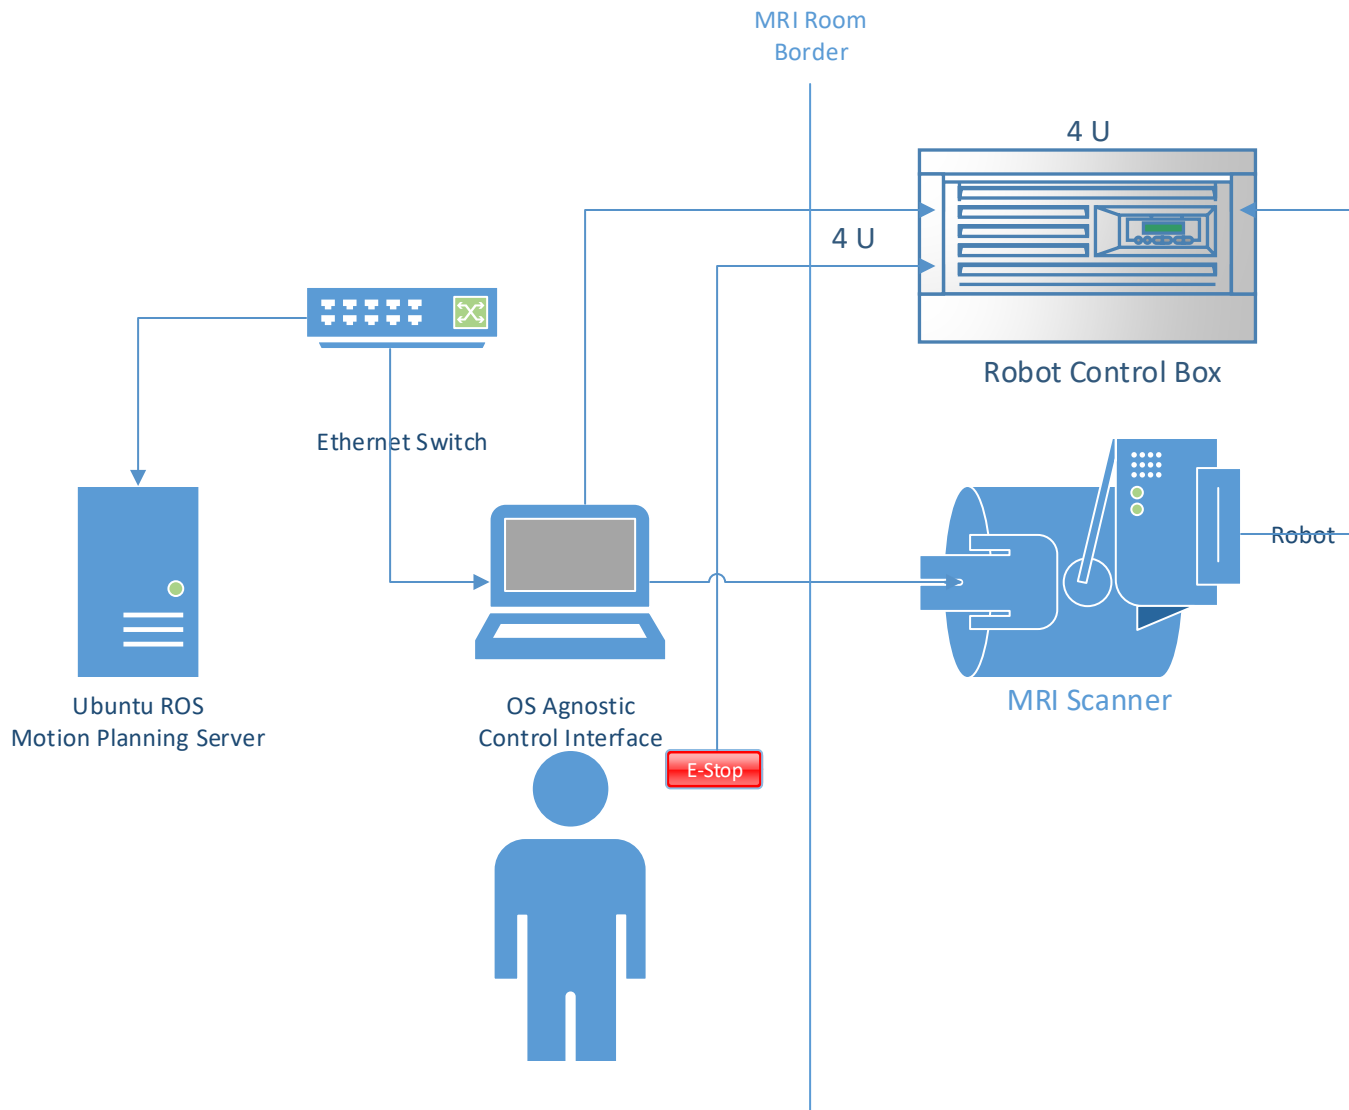 MRI Room
Border
4 U
4 U
Robot Control Box
Ethernet Switch
Robot
Ubuntu ROS
Motion Planning Server
OS Agnostic
Control Interface
MRI Scanner
E-Stop